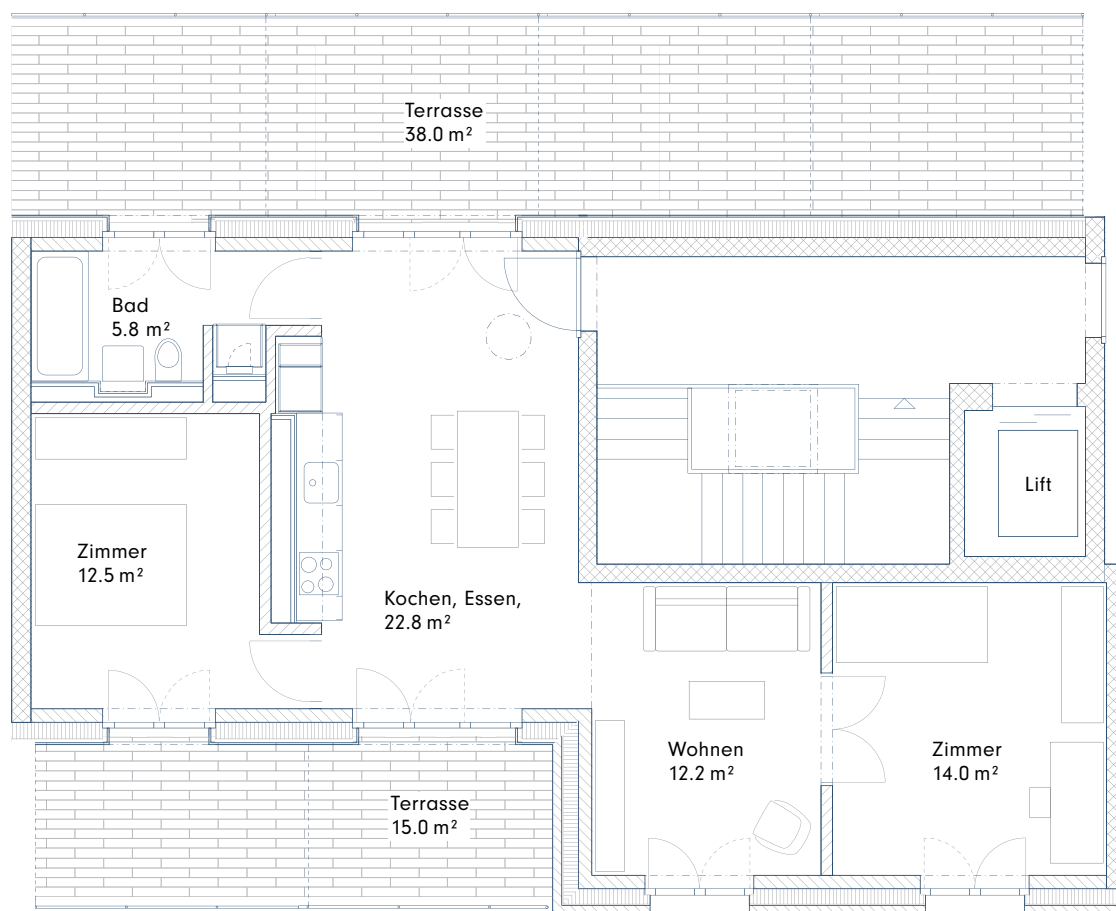 Terrasse
38.0 m²
Bad
5.8 m²
Lift
Zimmer
12.5 m²
Kochen, Essen,
22.8 m²
Wohnen
12.2 m²
Zimmer
14.0 m²
Terrasse
15.0 m²